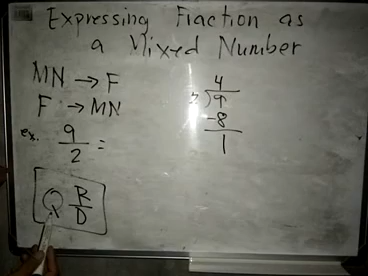 Expressing Fraction as
a Mixed Number
MN → F
F → MN
ex. 9/2 =
4
2)9
-8
1
Q R/D